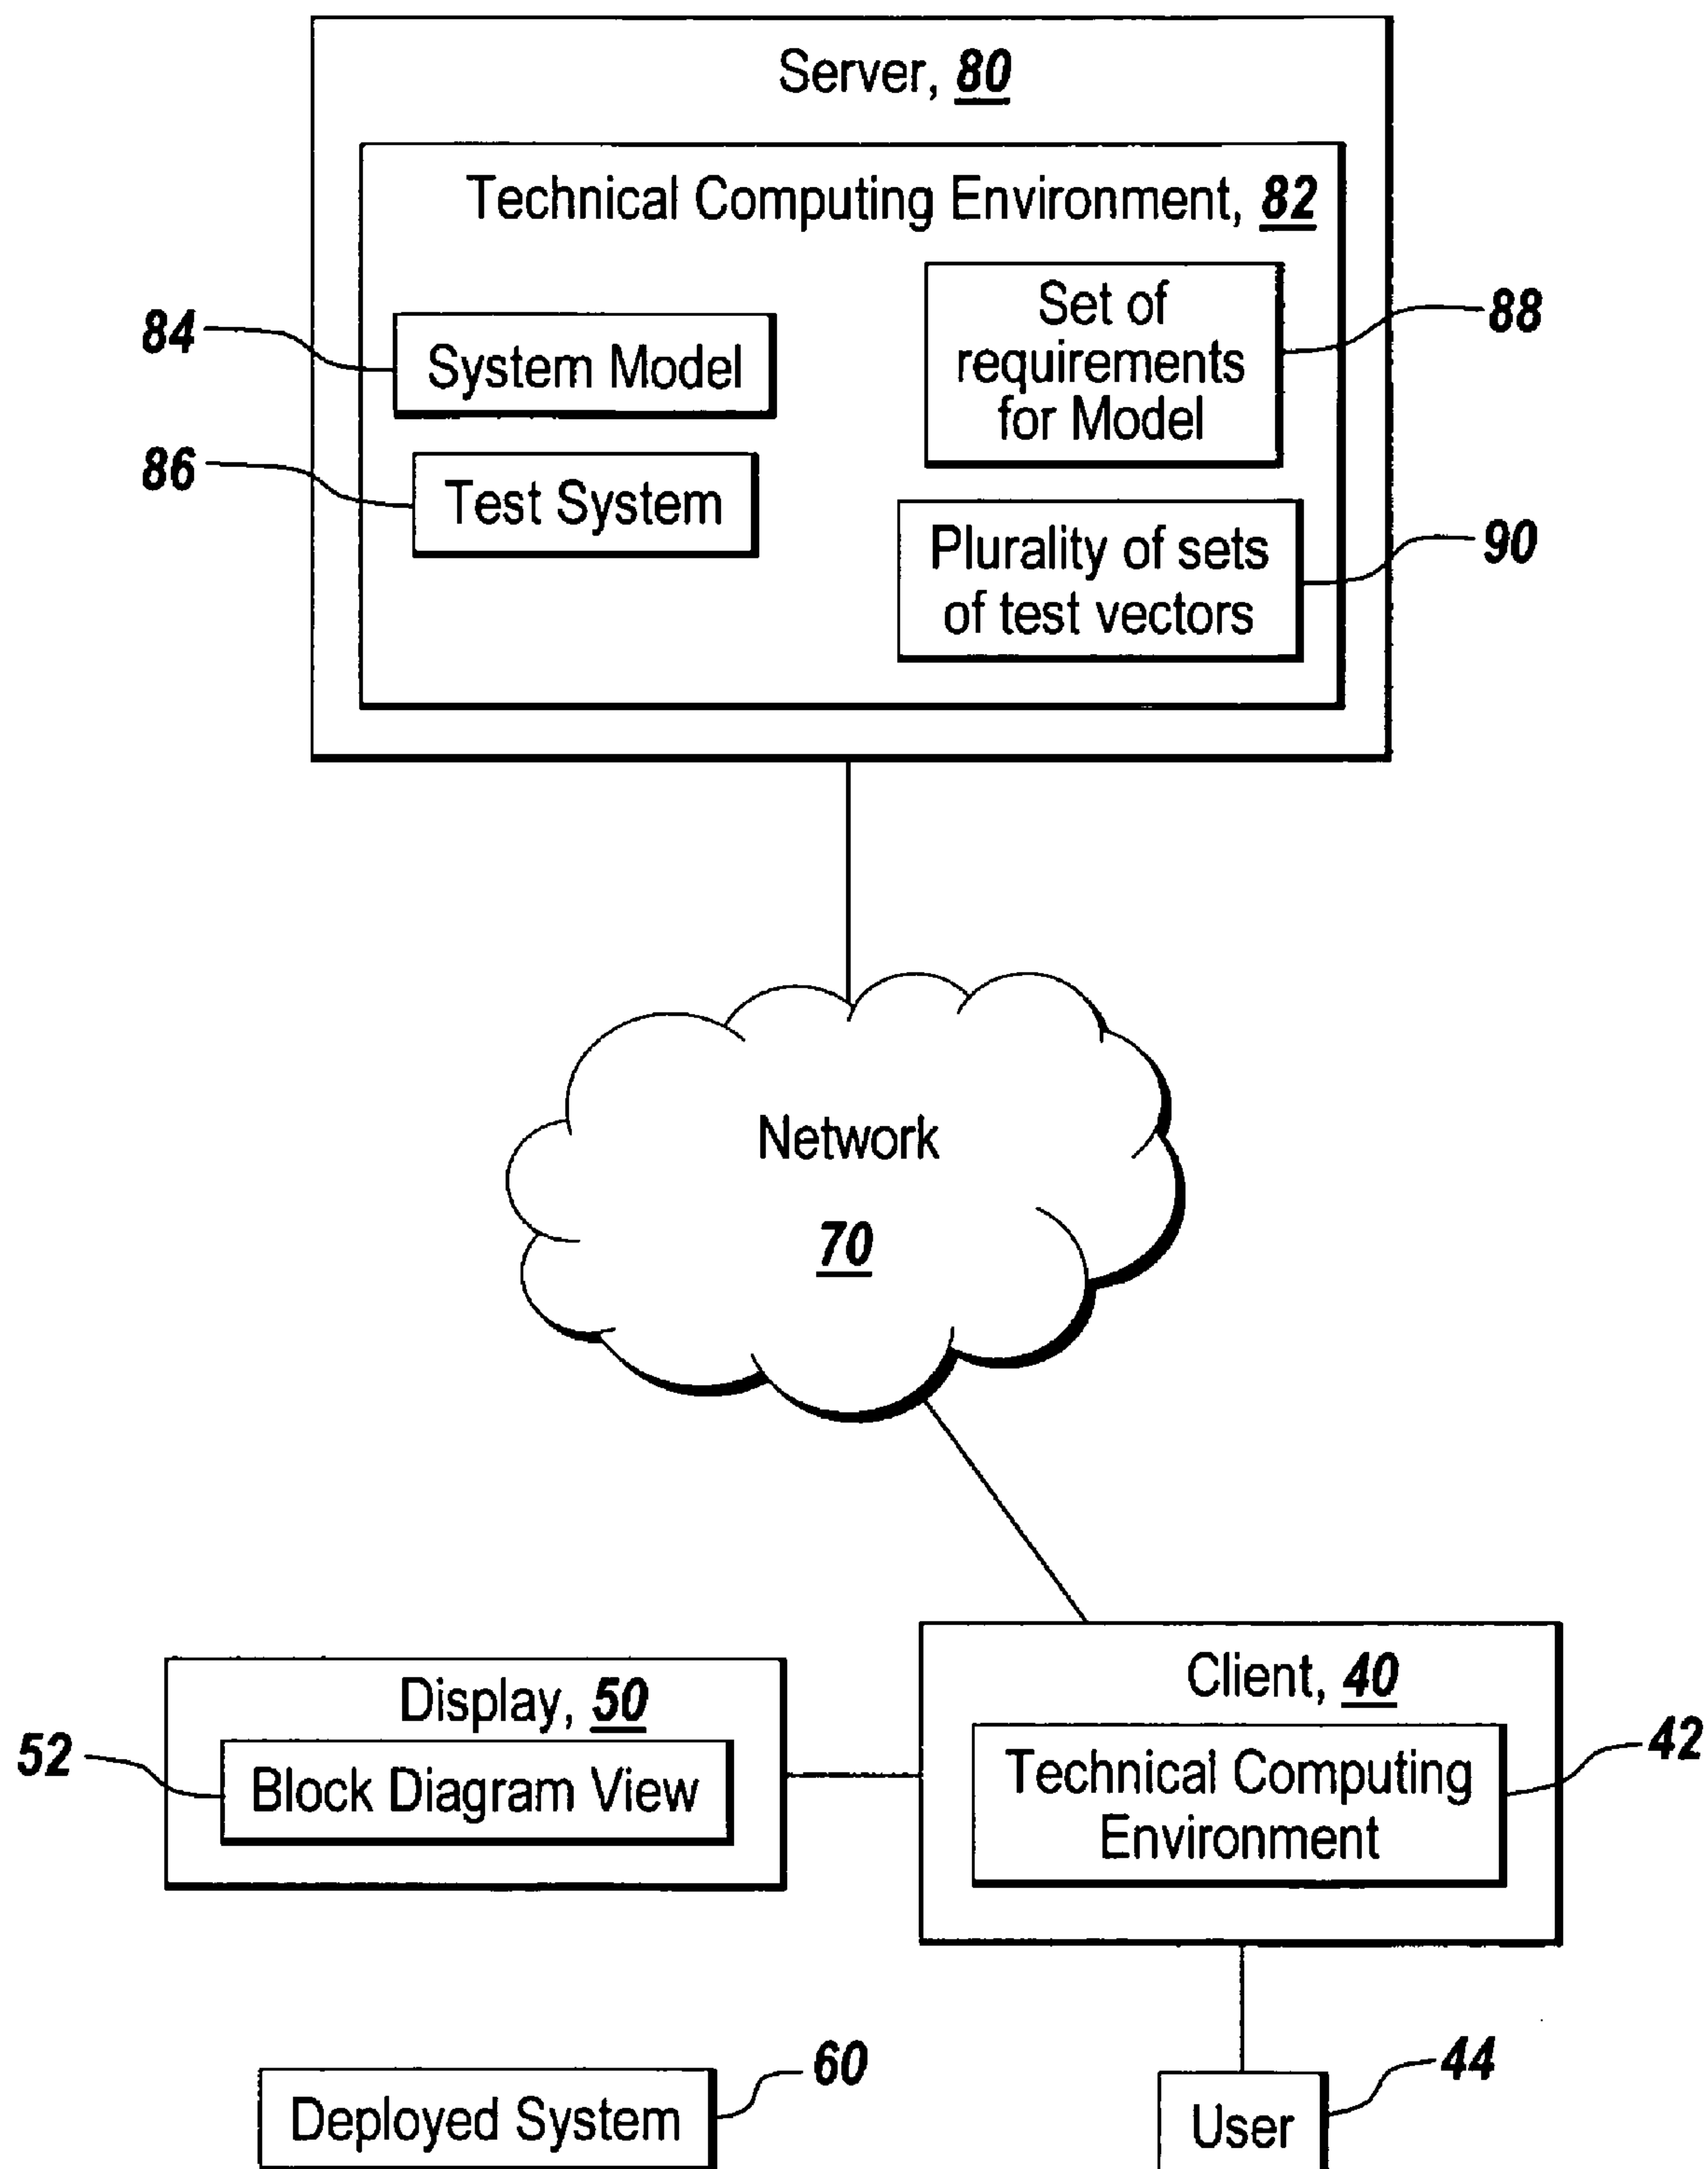 Server, 80
Technical Computing Environment, 82
84
System Model
Set of
requirements
for Model
88
86
Test System
Plurality of sets
of test vectors
90
Network
70
Display, 50
52
Block Diagram View
Client, 40
Technical Computing
Environment
42
Deployed System
60
User
44